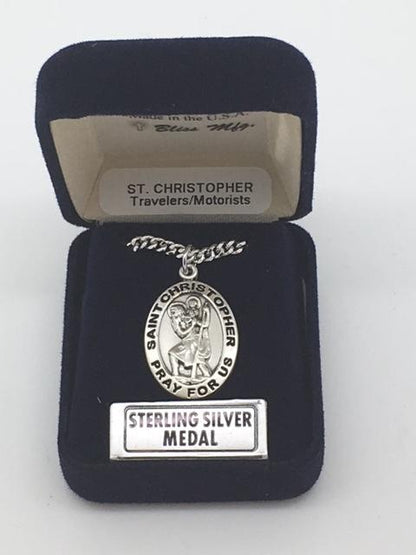 Made in the U.S.A.
Bliss Mfg.
ST. CHRISTOPHER
Travelers/Motorists
SAINT CHRISTOPHER
PRAY FOR US
STERLING SILVER
MEDAL